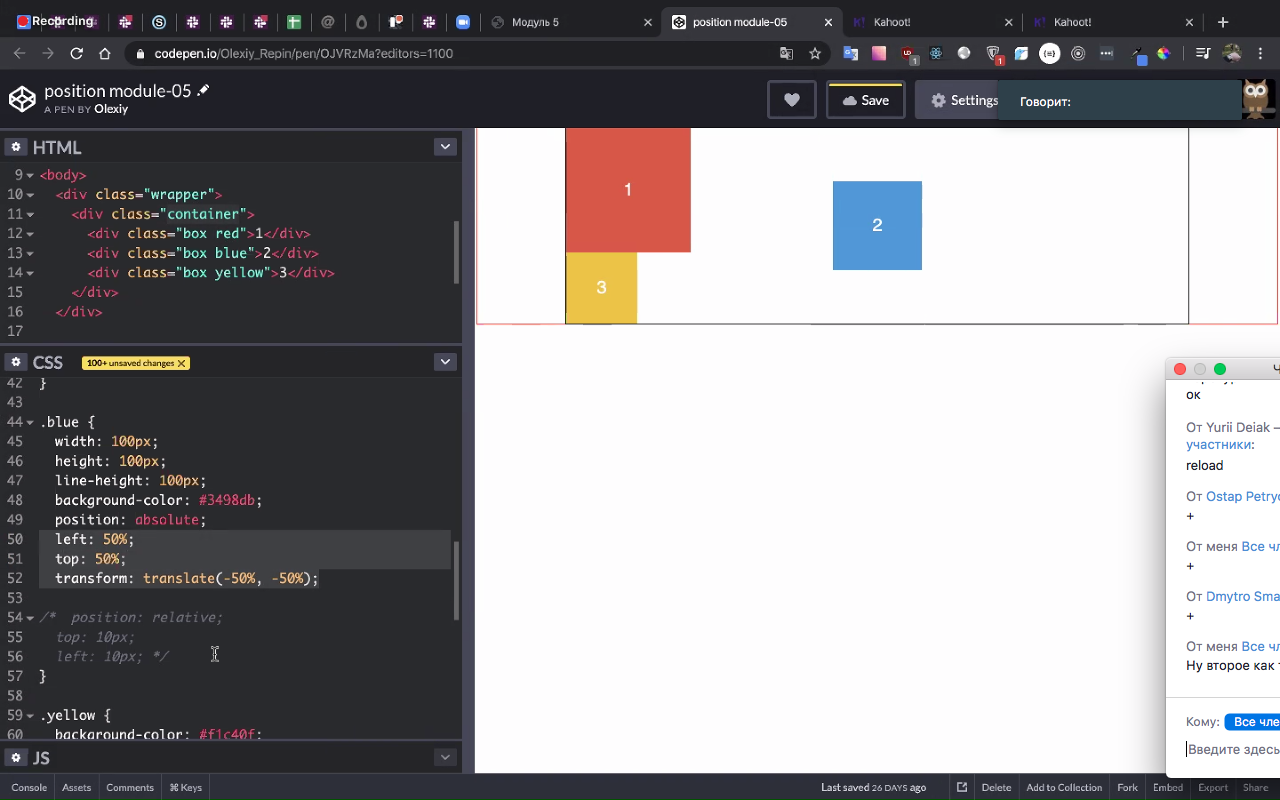 Recording
Модуль 5
position module-05
Kahoot!
Kahoot!
codepen.io/Olexiy_Repin/pen/OJVRzMa?editors=1100
position module-05
A PEN BY Olexiy
Save
Settings
Говорит:
HTML
9 <body>
10 <div class="wrapper">
11 <div class="container">
12 <div class="box red">1</div>
13 <div class="box blue">2</div>
14 <div class="box yellow">3</div>
15 </div>
16 </div>
17
CSS
100+ unsaved changes X
42 }
43
44 .blue {
45 width: 100px;
46 height: 100px;
47 line-height: 100px;
48 background-color: #3498db;
49 position: absolute;
50 left: 50%;
51 top: 50%;
52 transform: translate(-50%, -50%);
53
54 /* position: relative;
55 top: 10px;
56 left: 10px; */
57 }
58
59 .yellow {
60 background-color: #f1c40f;
JS
1
2
3
ок
От Yurii Deiak –
участники:
reload
От Ostap Petry
+
От меня Все чл
+
От Dmytro Sma
+
От меня Все чл
Ну второе как
Кому: Все чле
Введите здесь
Console
Assets
Comments
⌘ Keys
Last saved 26 DAYS ago
Delete
Add to Collection
Fork
Embed
Export
Share